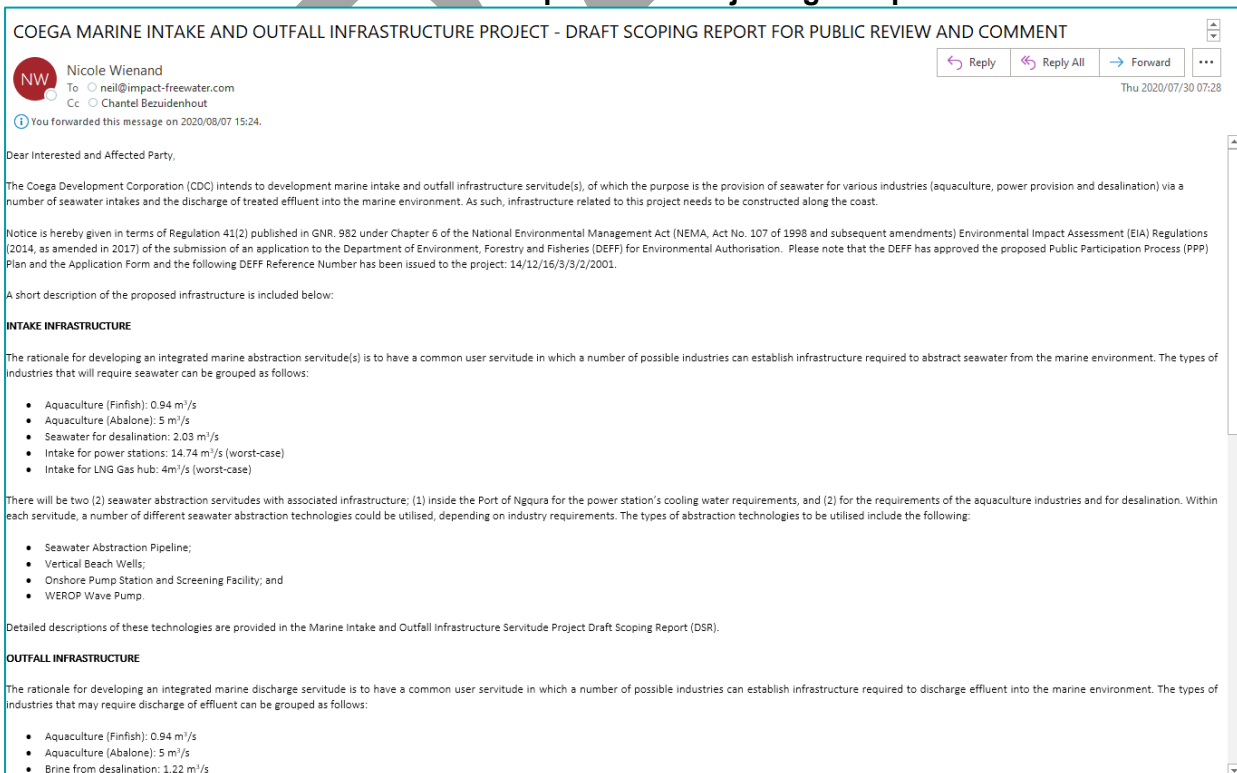 COEGA MARINE INTAKE AND OUTFALL INFRASTRUCTURE PROJECT - DRAFT SCOPING REPORT FOR PUBLIC REVIEW AND COMMENT
NW
Nicole Wienand
To neil@impact-freewater.com
Cc Chantel Bezuidenhout
Reply
Reply All
Forward
Thu 2020/07/30 07:28
You forwarded this message on 2020/08/07 15:24.
Dear Interested and Affected Party,
The Coega Development Corporation (CDC) intends to development marine intake and outfall infrastructure servitude(s), of which the purpose is the provision of seawater for various industries (aquaculture, power provision and desalination) via a
number of seawater intakes and the discharge of treated effluent into the marine environment. As such, infrastructure related to this project needs to be constructed along the coast.
Notice is hereby given in terms of Regulation 41(2) published in GNR. 982 under Chapter 6 of the National Environmental Management Act (NEMA, Act No. 107 of 1998 and subsequent amendments) Environmental Impact Assessment (EIA) Regulations
(2014, as amended in 2017) of the submission of an application to the Department of Environment, Forestry and Fisheries (DEFF) for Environmental Authorisation. Please note that the DEFF has approved the proposed Public Participation Process (PPP)
Plan and the Application Form and the following DEFF Reference Number has been issued to the project: 14/12/16/3/3/2/2001.
A short description of the proposed infrastructure is included below:
INTAKE INFRASTRUCTURE
The rationale for developing an integrated marine abstraction servitude(s) is to have a common user servitude in which a number of possible industries can establish infrastructure required to abstract seawater from the marine environment. The types of
industries that will require seawater can be grouped as follows:
• Aquaculture (Finfish): 0.94 m³/s
• Aquaculture (Abalone): 5 m³/s
• Seawater for desalination: 2.03 m³/s
• Intake for power stations: 14.74 m³/s (worst-case)
• Intake for LNG Gas hub: 4m³/s (worst-case)
There will be two (2) seawater abstraction servitudes with associated infrastructure; (1) inside the Port of Ngqura for the power station's cooling water requirements, and (2) for the requirements of the aquaculture industries and for desalination. Within
each servitude, a number of different seawater abstraction technologies could be utilised, depending on industry requirements. The types of abstraction technologies to be utilised include the following:
• Seawater Abstraction Pipeline;
• Vertical Beach Wells;
• Onshore Pump Station and Screening Facility; and
• WEROP Wave Pump.
Detailed descriptions of these technologies are provided in the Marine Intake and Outfall Infrastructure Servitude Project Draft Scoping Report (DSR).
OUTFALL INFRASTRUCTURE
The rationale for developing an integrated marine discharge servitude is to have a common user servitude in which a number of possible industries can establish infrastructure required to discharge effluent into the marine environment. The types of
industries that may require discharge of effluent can be grouped as follows:
• Aquaculture (Finfish): 0.94 m³/s
• Aquaculture (Abalone): 5 m³/s
• Brine from desalination: 1.22 m³/s